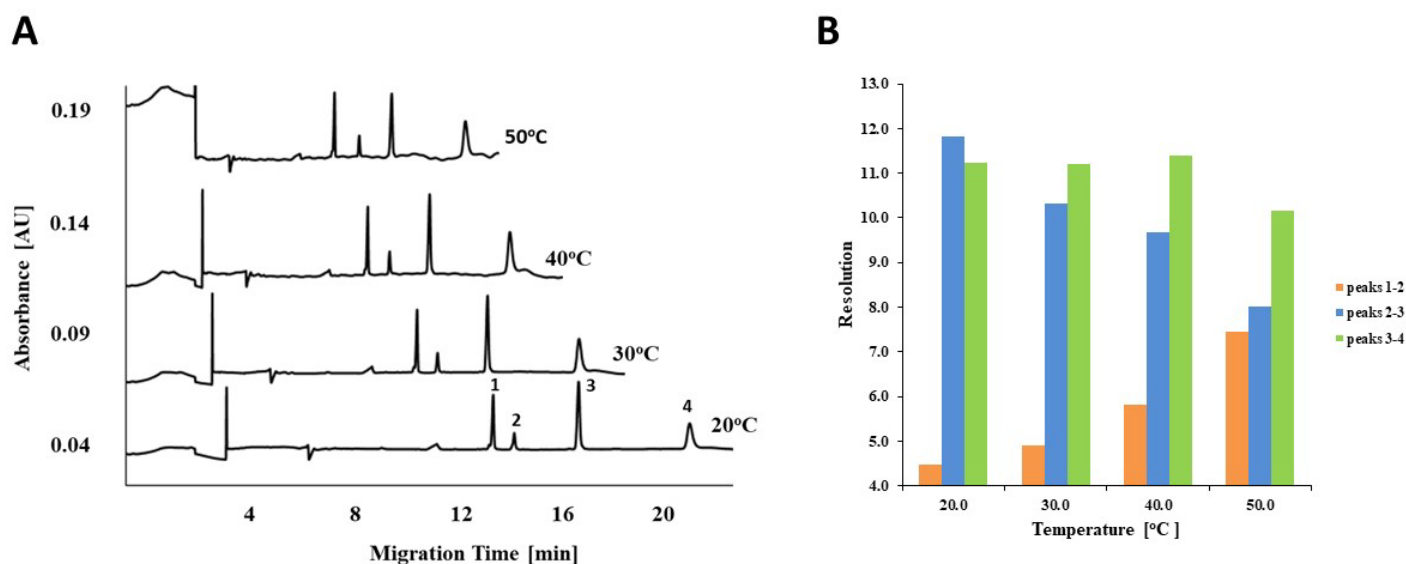 A
0.19
0.14
0.09
0.04
Absorbance [AU]
50°C
40°C
30°C
20°C
1
2
3
4
4 8 12 16 20
Migration Time [min]
B
13.0
12.0
11.0
10.0
9.0
8.0
7.0
6.0
5.0
4.0
Resolution
20.0 30.0 40.0 50.0
Temperature [°C ]
peaks 1-2
peaks 2-3
peaks 3-4